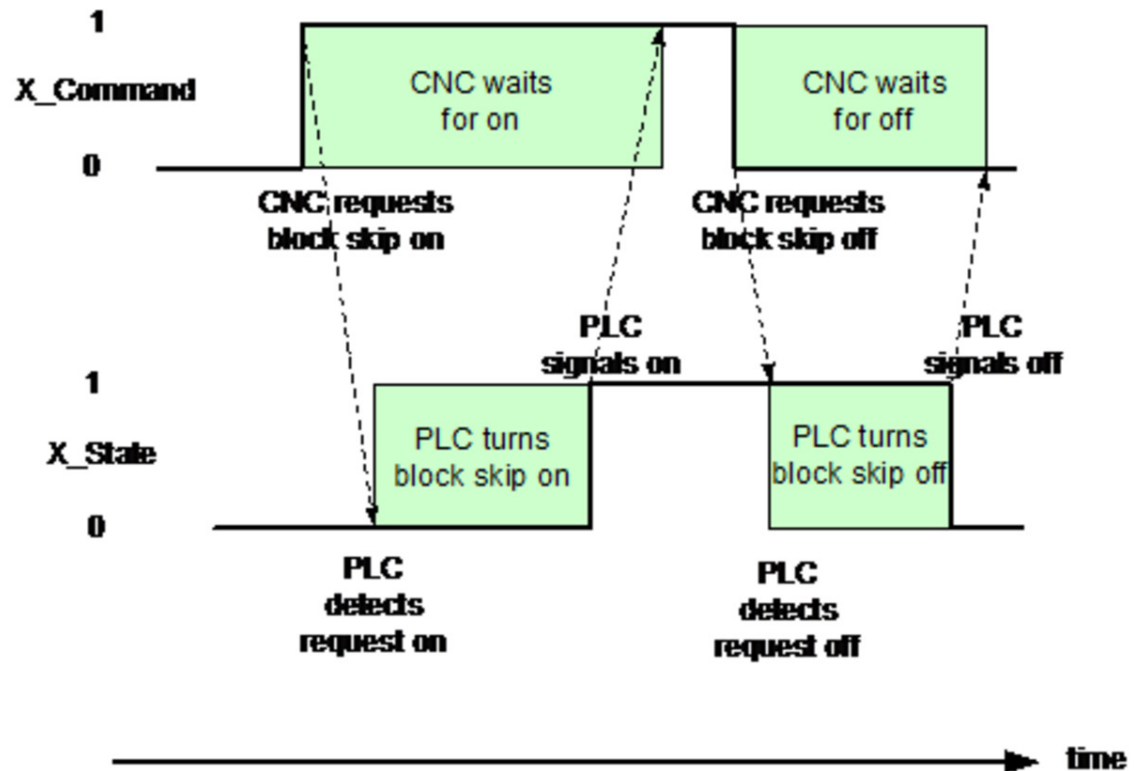 1
X_Command
0
CNC waits
for on
CNC waits
for off
CNC requests
block skip on
CNC requests
block skip off
PLC
signals on
PLC
signals off
1
X_State
0
PLC turns
block skip on
PLC turns
block skip off
PLC
detects
request on
PLC
detects
request off
time